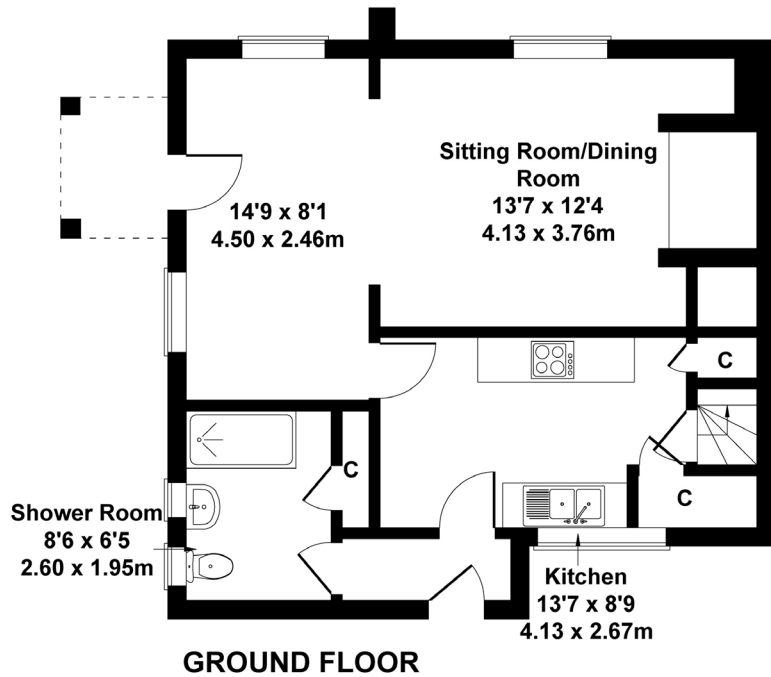 Sitting Room/Dining
Room
13'7 x 12'4
4.13 x 3.76m
14'9 x 8'1
4.50 x 2.46m
C
C
C
Shower Room
8'6 x 6'5
2.60 x 1.95m
Kitchen
13'7 x 8'9
4.13 x 2.67m
GROUND FLOOR